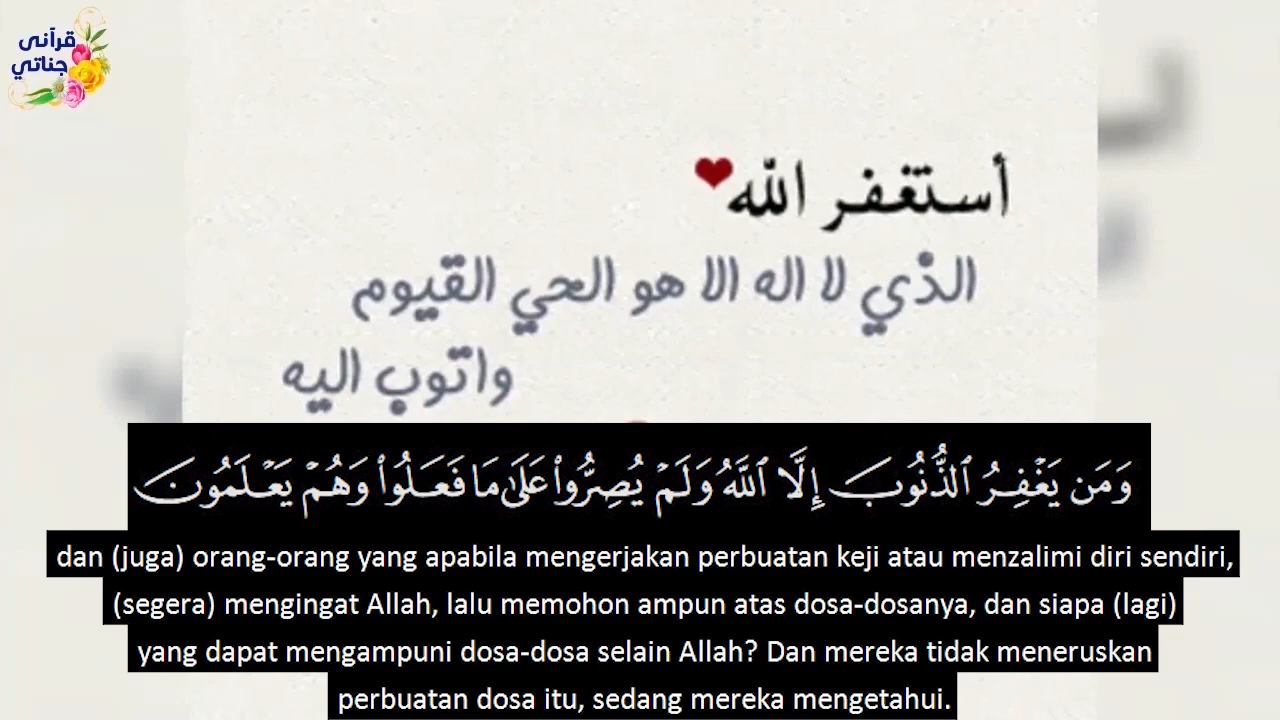 قرآنى
جناتي
أستغفر الله
الذي لا اله الا هو الحي القيوم
واتوب اليه
وَمَن يَغْفِرُ ٱلذُّنُوبَ إِلَّا ٱللَّهُ وَلَمْ يُصِرُّوا۟ عَلَىٰ مَا فَعَلُوا۟ وَهُمْ يَعْلَمُونَ
dan (juga) orang-orang yang apabila mengerjakan perbuatan keji atau menzalimi diri sendiri,
(segera) mengingat Allah, lalu memohon ampun atas dosa-dosanya, dan siapa (lagi)
yang dapat mengampuni dosa-dosa selain Allah? Dan mereka tidak meneruskan
perbuatan dosa itu, sedang mereka mengetahui.